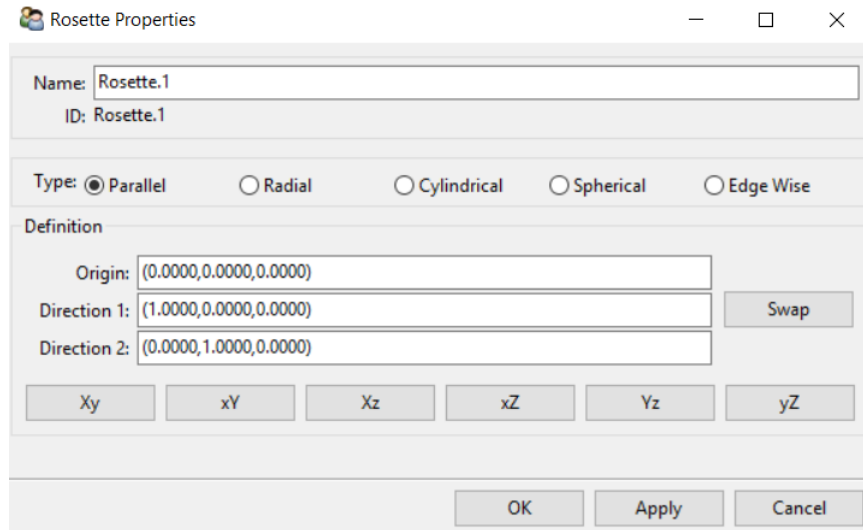 Rosette Properties
Name: Rosette.1
ID: Rosette.1
Type: Parallel Radial Cylindrical Spherical Edge Wise
Definition
Origin: (0.0000,0.0000,0.0000)
Direction 1: (1.0000,0.0000,0.0000) Swap
Direction 2: (0.0000,1.0000,0.0000)
Xy xY Xz xZ Yz yZ
OK Apply Cancel